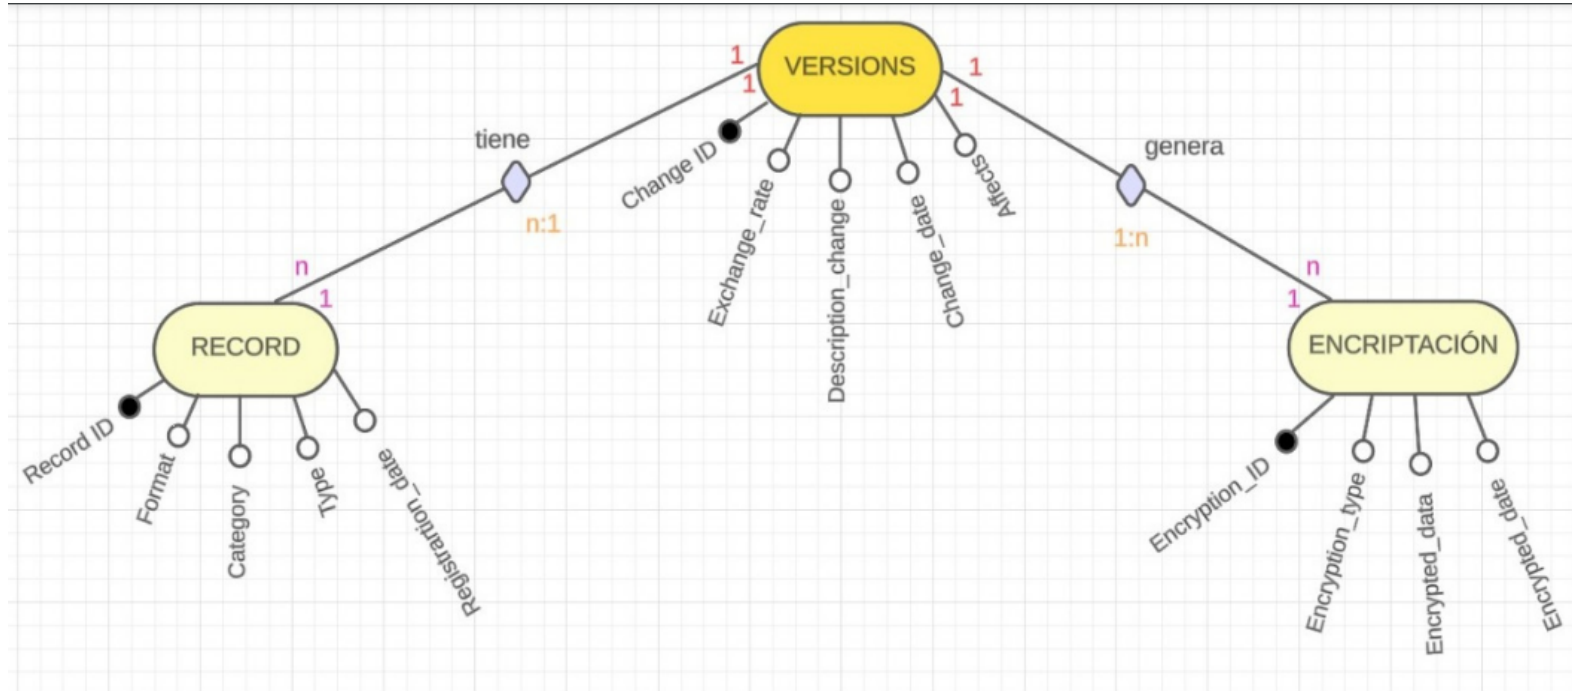 VERSIONS
1
1
1
1
tiene
n:1
genera
1:n
Change ID
Exchange_rate
Description_change
Change_date
Affects
n
1
RECORD
Record ID
Format
Category
Type
Registrartion_date
n
1
ENCRIPTACIÓN
Encryption_ID
Encryption_type
Encrypted_data
Encrypted_date